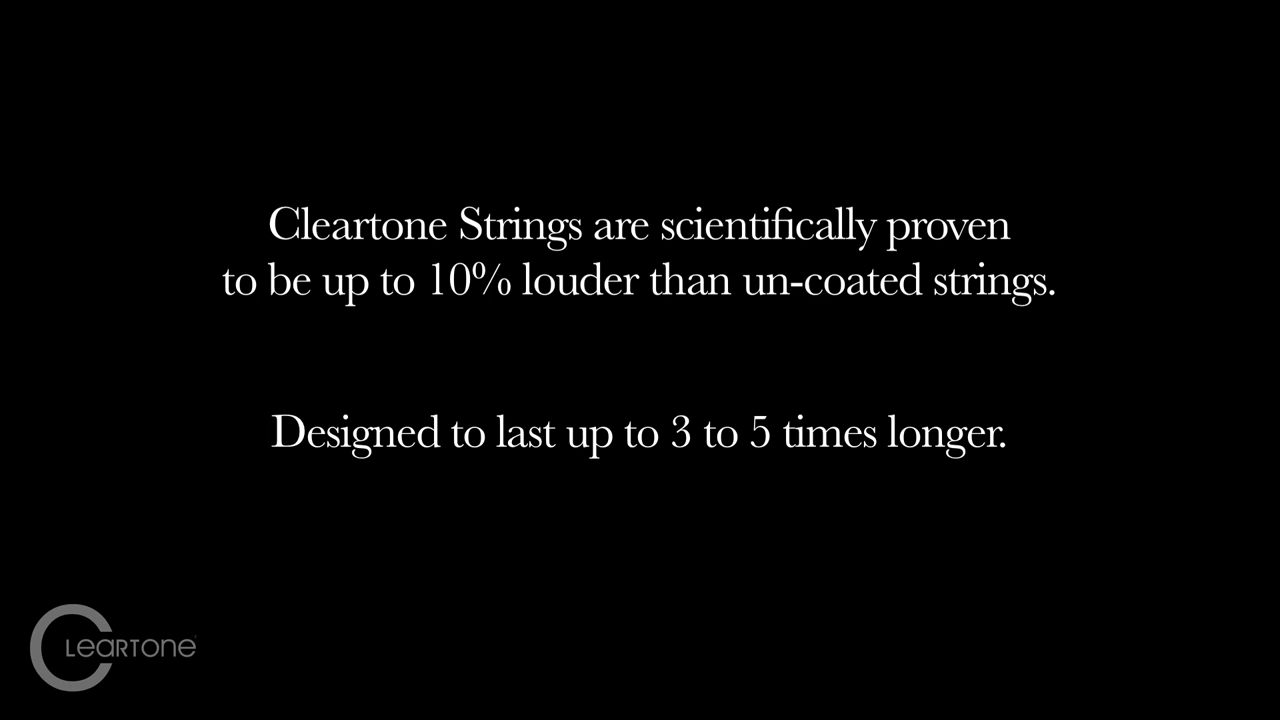 Cleartone Strings are scientifically proven
to be up to 10% louder than un-coated strings.
Designed to last up to 3 to 5 times longer.
CLEARTONE